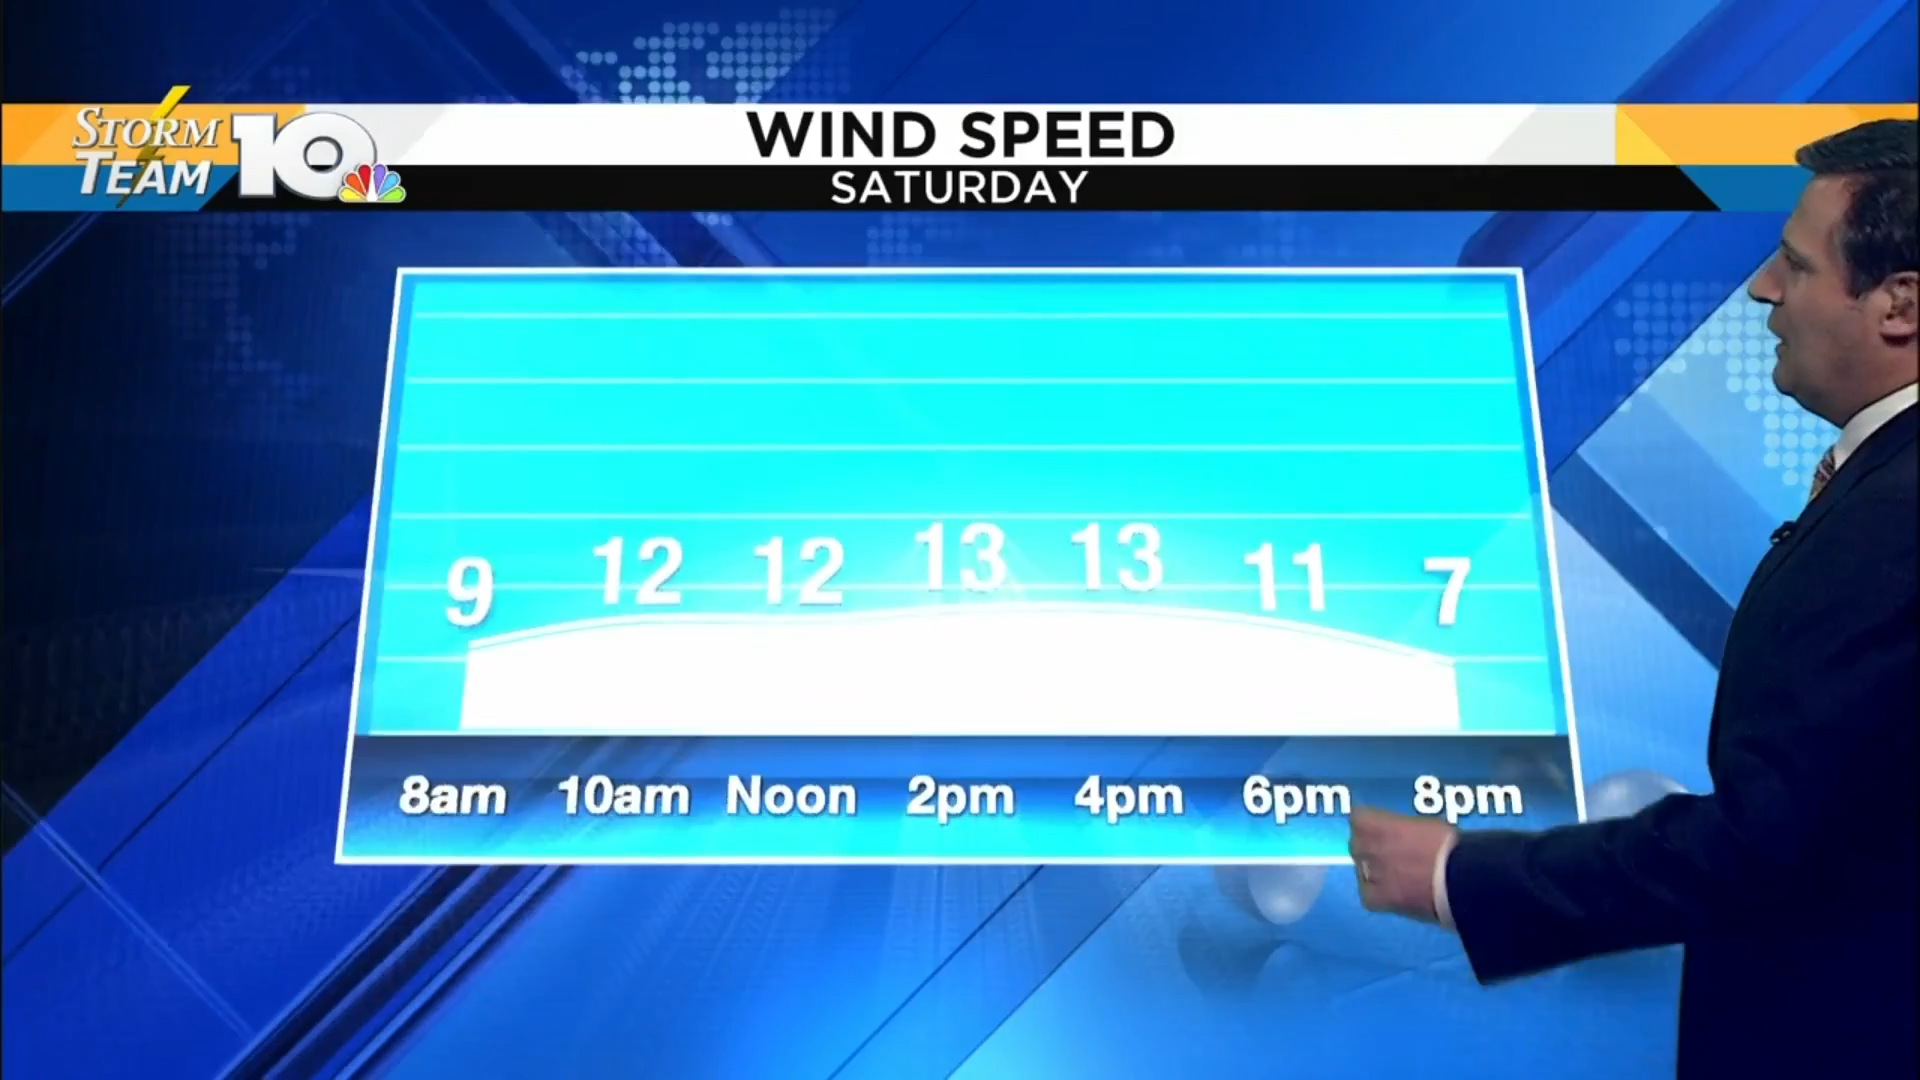 STORM
TEAM
10
WIND SPEED
SATURDAY
9 12 12 13 13 11 7
8am 10am Noon 2pm 4pm 6pm 8pm